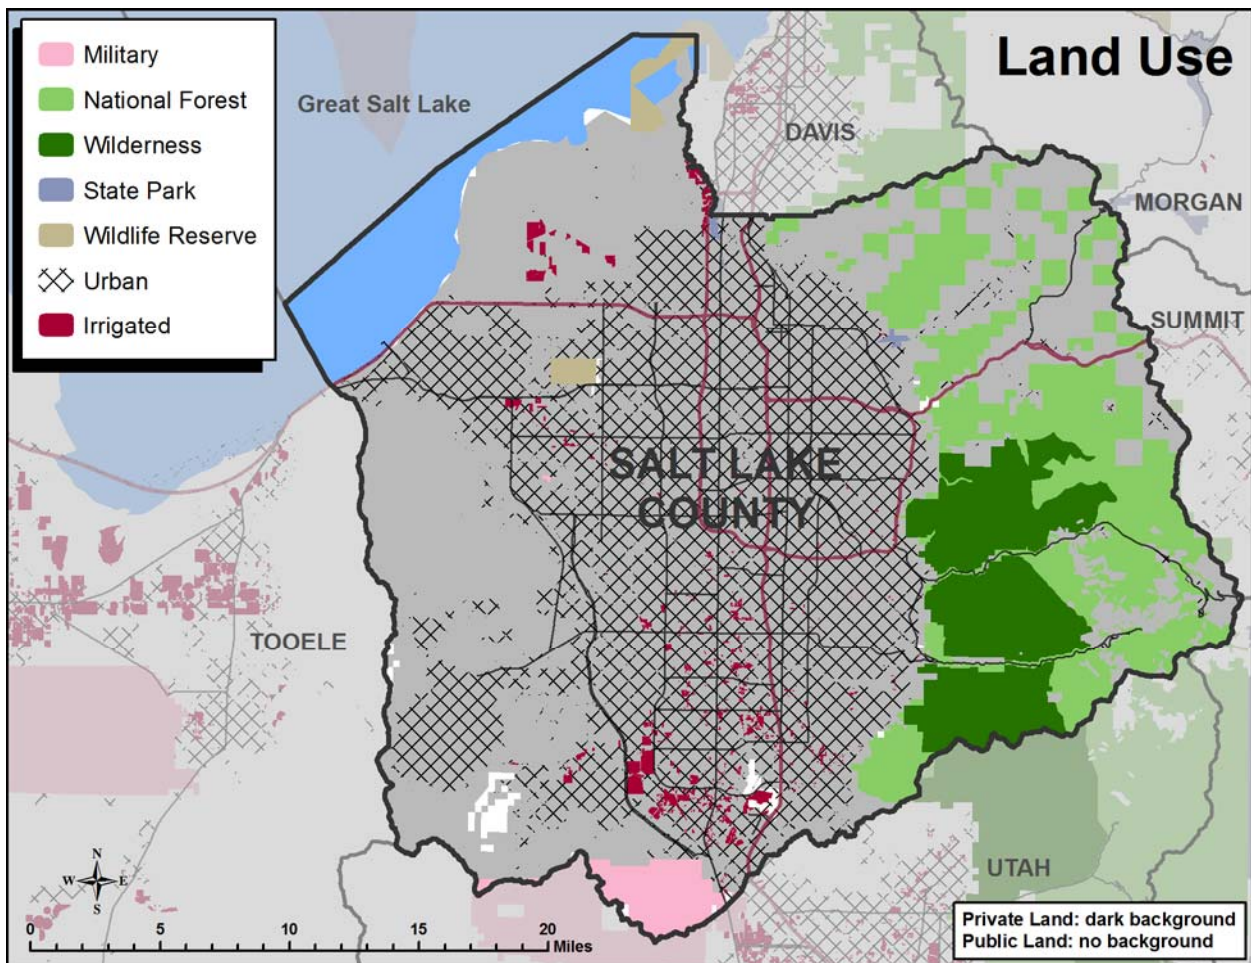 Land Use
Military
National Forest
Wilderness
State Park
Wildlife Reserve
Urban
Irrigated
Great Salt Lake
DAVIS
MORGAN
SUMMIT
SALT LAKE
COUNTY
TOOELE
UTAH
N
W E
S
0 5 10 15 20
Miles
Private Land: dark background
Public Land: no background